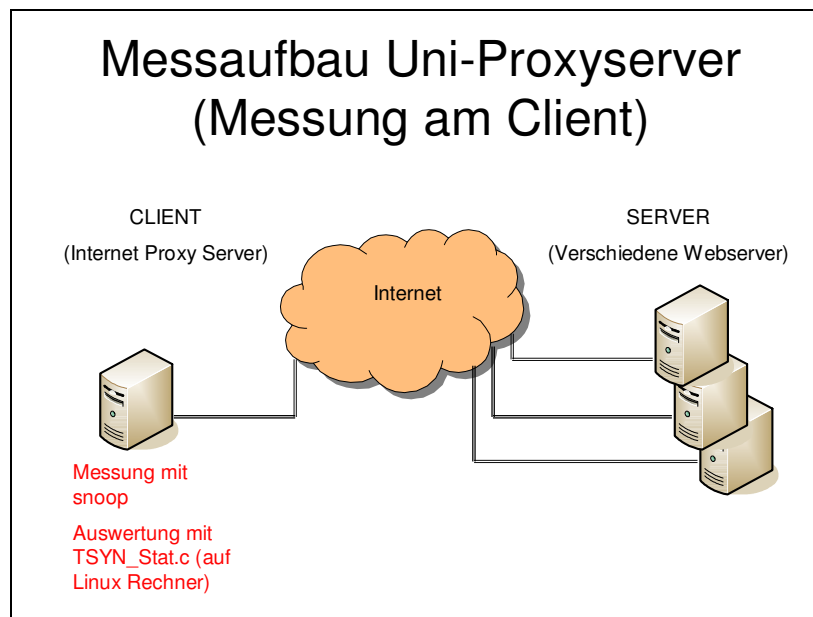 Messaufbau Uni-Proxyserver
(Messung am Client)
CLIENT
(Internet Proxy Server)
SERVER
(Verschiedene Webserver)
Internet
Messung mit
snoop
Auswertung mit
TSYN_Stat.c (auf
Linux Rechner)